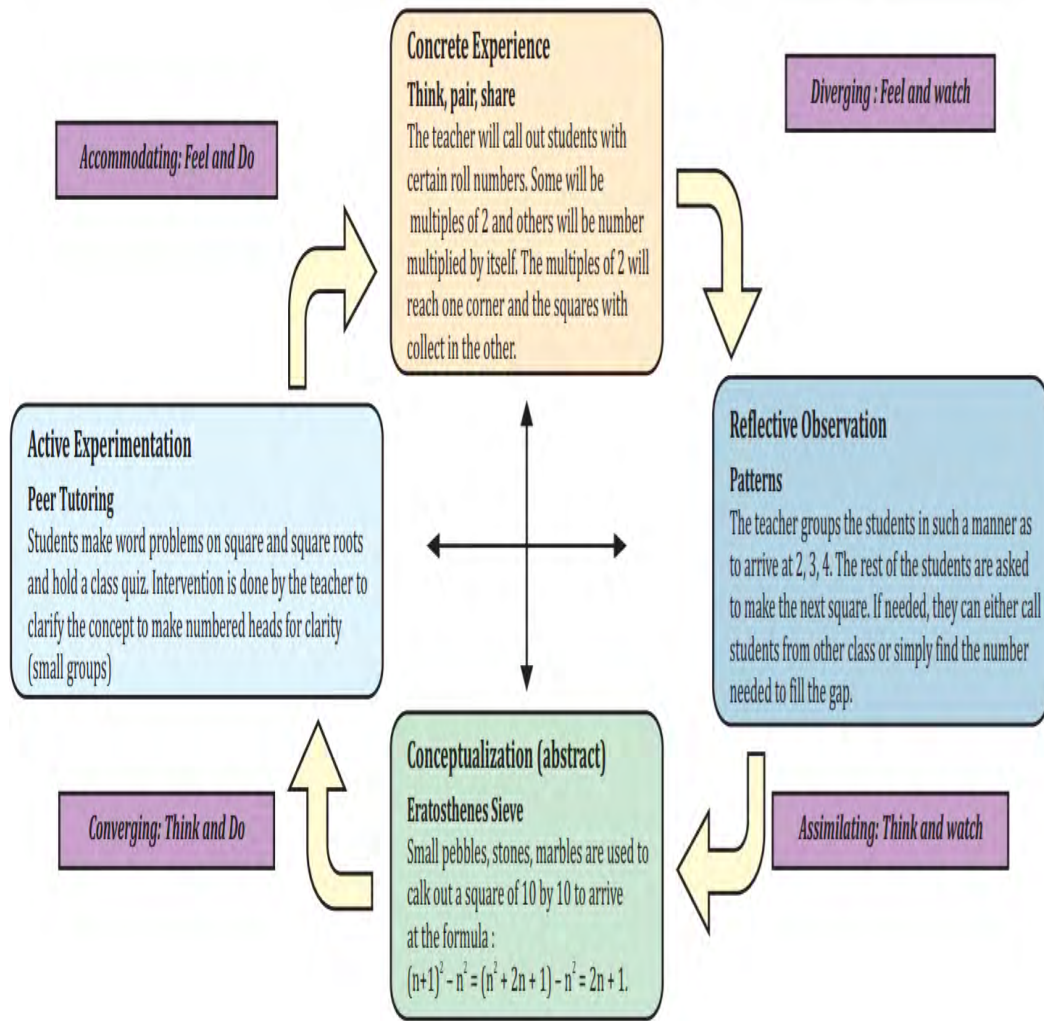 Concrete Experience
Think, pair, share
The teacher will call out students with
certain roll numbers. Some will be
multiples of 2 and others will be number
multiplied by itself. The multiples of 2 will
reach one corner and the squares with
collect in the other.
Diverging : Feel and watch
Accommodating: Feel and Do
Reflective Observation
Patterns
The teacher groups the students in such a manner as
to arrive at 2, 3, 4. The rest of the students are asked
to make the next square. If needed, they can either call
students from other class or simply find the number
needed to fill the gap.
Active Experimentation
Peer Tutoring
Students make word problems on square and square roots
and hold a class quiz. Intervention is done by the teacher to
clarify the concept to make numbered heads for clarity
(small groups)
Conceptualization (abstract)
Eratosthenes Sieve
Small pebbles, stones, marbles are used to
calk out a square of 10 by 10 to arrive
at the formula :
(n+1)² – n² = (n² + 2n + 1) – n² = 2n + 1.
Converging: Think and Do
Assimilating: Think and watch